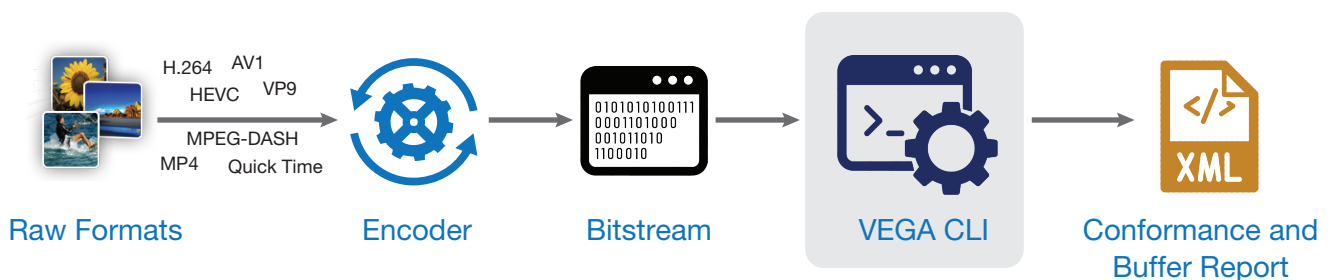 H.264 AV1
HEVC VP9
MPEG-DASH
MP4 Quick Time
0101010100111
0001101000
001011010
1100010
>_
</>
XML
Raw Formats
Encoder
Bitstream
VEGA CLI
Conformance and
Buffer Report